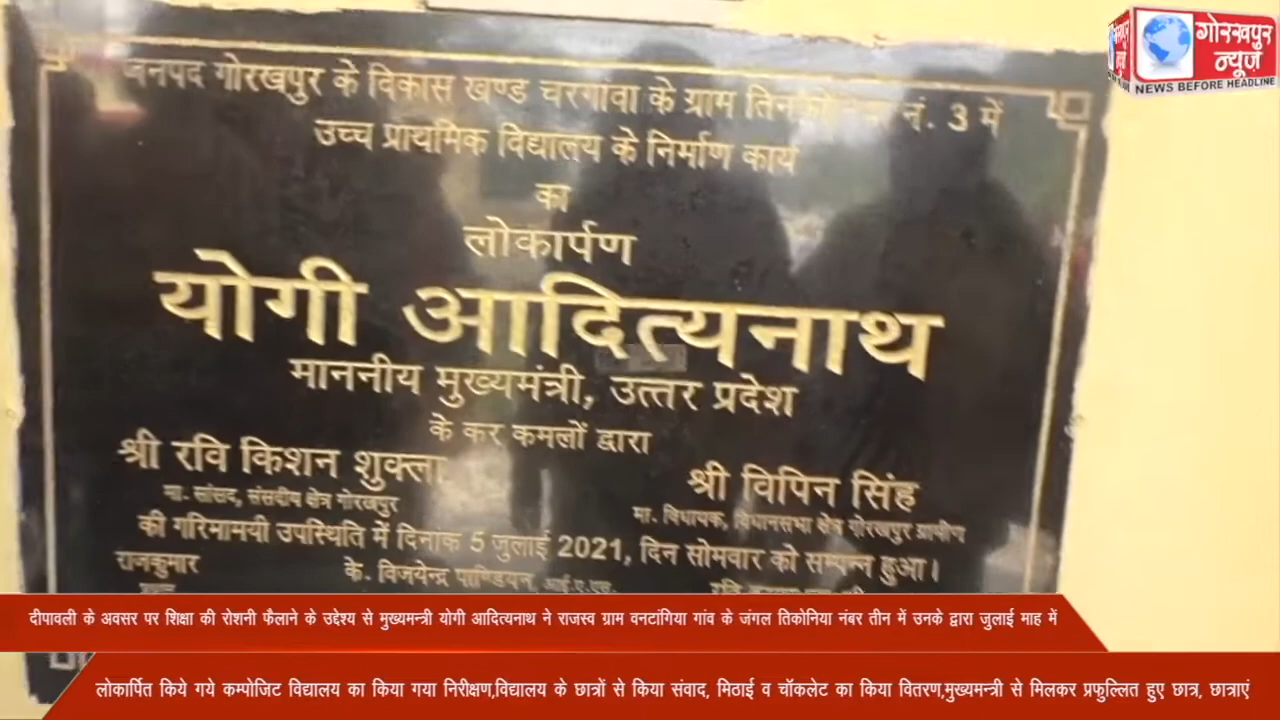 जनपद गोरखपुर के विकास खण्ड चरगांवा के ग्राम नं. 3 में
उच्च प्राथमिक विद्यालय के निर्माण कार्य
का
लोकार्पण
योगी आदित्यनाथ
माननीय मुख्यमंत्री, उत्तर प्रदेश
के कर कमलों द्वारा
श्री रवि किशन शुक्ला
मा. सांसद, संसदीय क्षेत्र गोरखपुर
श्री विपिन सिंह
मा. विधायक, विधानसभा क्षेत्र गोरखपुर ग्रामीण
की गरिमामयी उपस्थिति में दिनांक 5 जुलाई 2021, दिन सोमवार को सम्पन्न हुआ।
राजकुमार
के. विजयेन्द्र पाण्डियन, आई.ए.एस.
गोरखपुर
न्यूज़
NEWS BEFORE HEADLINE
दीपावली के अवसर पर शिक्षा की रोशनी फैलाने के उद्देश्य से मुख्यमन्त्री योगी आदित्यनाथ ने राजस्व ग्राम वनटांगिया गांव के जंगल तिकोनिया नंबर तीन में उनके द्वारा जुलाई माह में
लोकार्पित किये गये कम्पोजिट विद्यालय का किया गया निरीक्षण,विद्यालय के छात्रों से किया संवाद, मिठाई व चॉकलेट का किया वितरण,मुख्यमन्त्री से मिलकर प्रफुल्लित हुए छात्र, छात्राएं